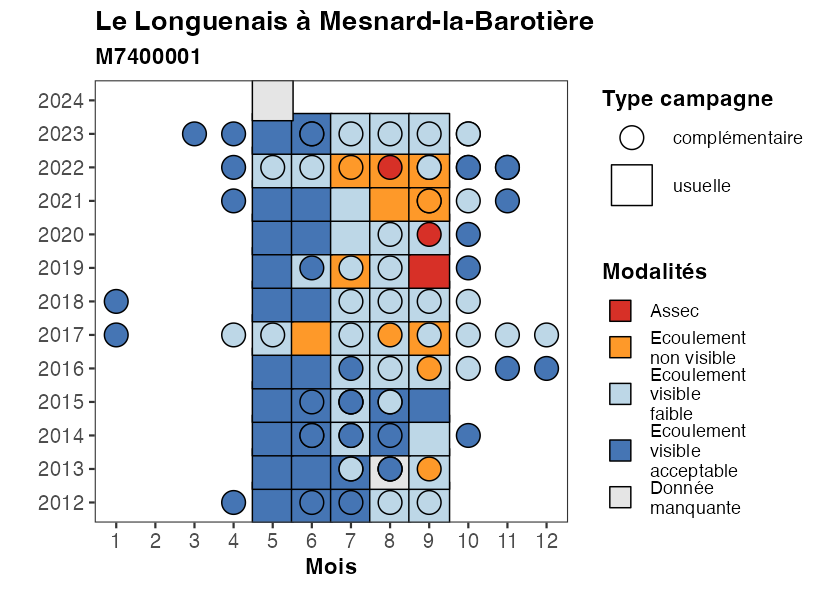 Le Longuenais à Mesnard-la-Barotière
M7400001
2024
2023
2022
2021
2020
2019
2018
2017
2016
2015
2014
2013
2012
1 2 3 4 5 6 7 8 9 10 11 12
Mois
Type campagne
complémentaire
usuelle
Modalités
Assec
Ecoulement
non visible
Ecoulement
visible
faible
Ecoulement
visible
acceptable
Donnée
manquante